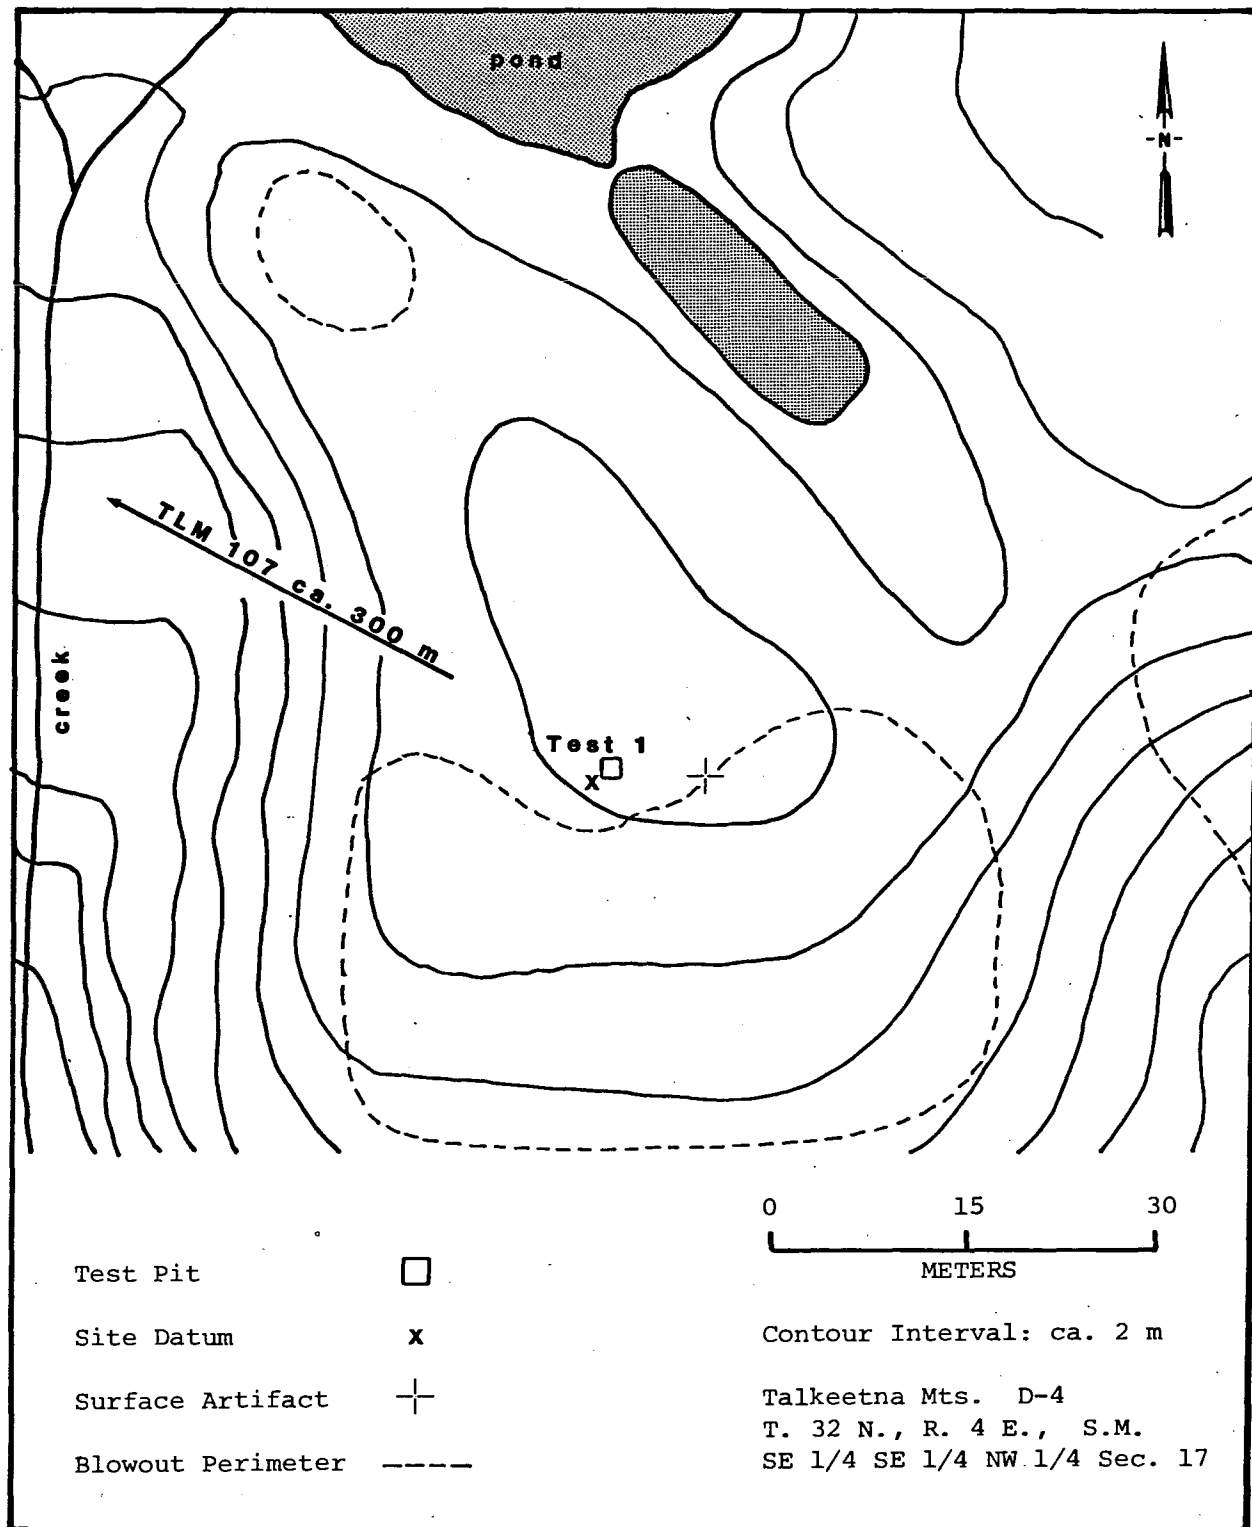 pond
-N-
TLM 107 ca. 300 m
creek
Test 1
x
0 15 30
METERS
Test Pit
Site Datum x
Surface Artifact
Blowout Perimeter
Contour Interval: ca. 2 m
Talkeetna Mts. D-4
T. 32 N., R. 4 E., S.M.
SE 1/4 SE 1/4 NW 1/4 Sec. 17